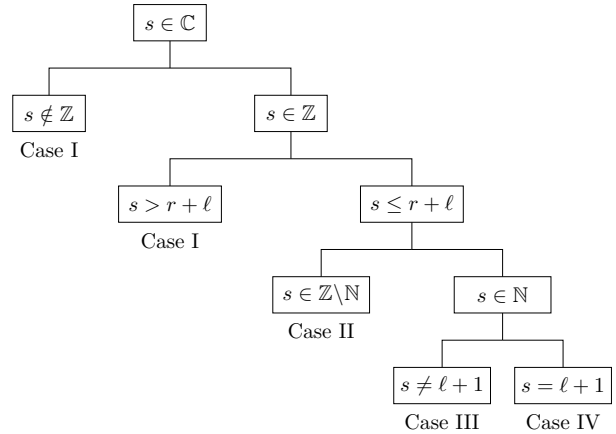 s ∈ ℂ
s ∉ ℤ
s ∈ ℤ
Case I
s > r + ℓ
s ≤ r + ℓ
Case I
s ∈ ℤ\ℕ
s ∈ ℕ
Case II
s ≠ ℓ + 1
s = ℓ + 1
Case III
Case IV